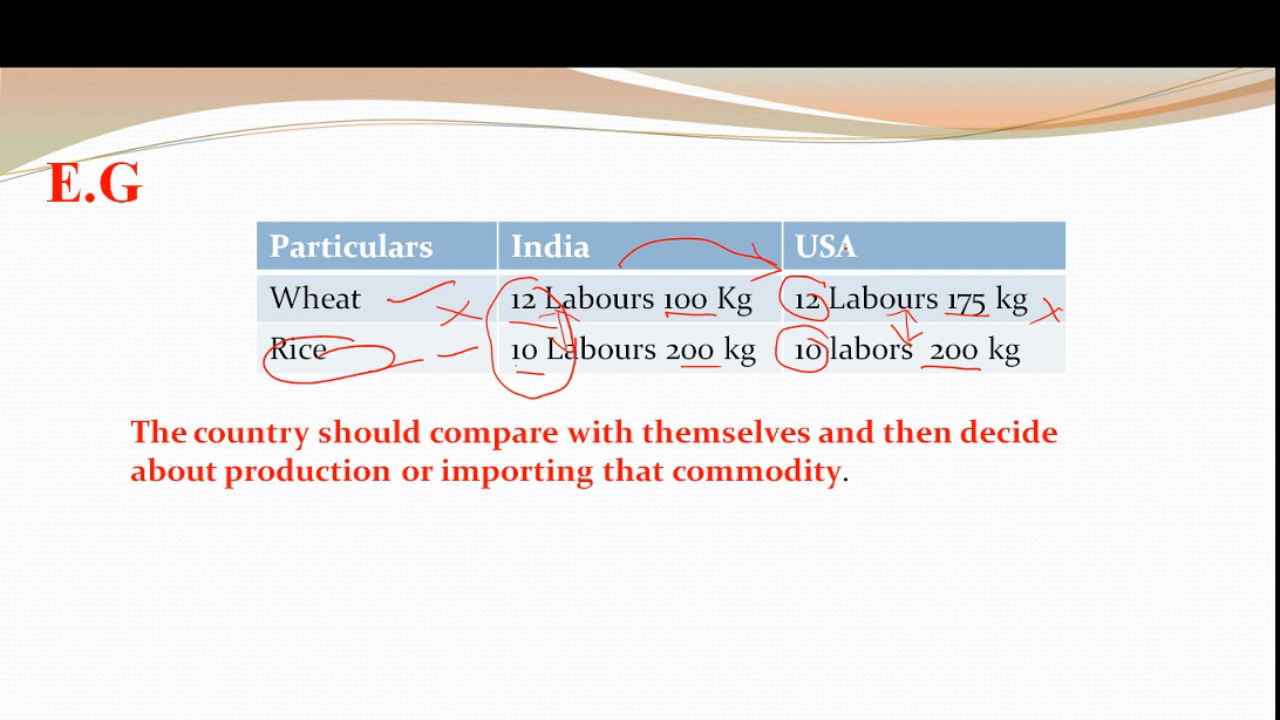 E.G
Particulars India USA
Wheat 12 Labours 100 Kg 12 Labours 175 kg
Rice 10 Labours 200 kg 10 labors 200 kg
The country should compare with themselves and then decide
about production or importing that commodity.